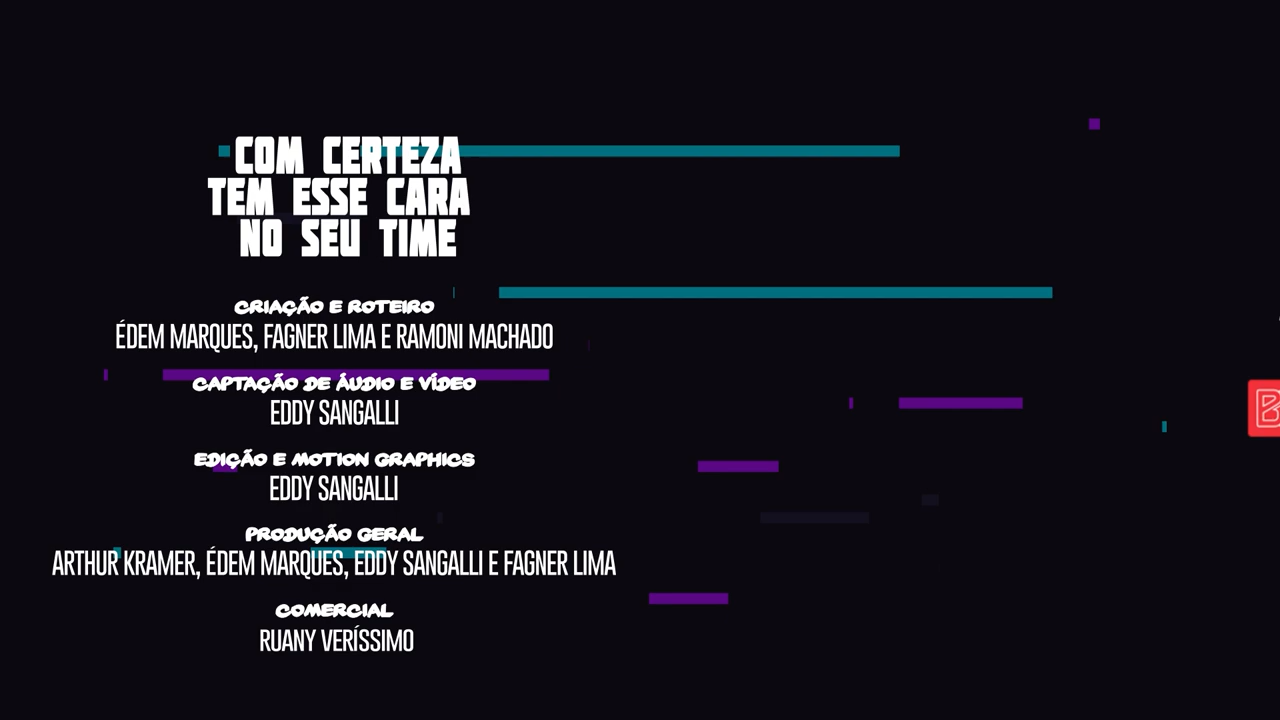 COM CERTEZA
TEM ESSE CARA
NO SEU TIME
CRIAÇÃO E ROTEIRO
ÉDEM MARQUES, FAGNER LIMA E RAMONI MACHADO
CAPTAÇÃO DE ÁUDIO E VÍDEO
EDDY SANGALLI
EDIÇÃO E MOTION GRAPHICS
EDDY SANGALLI
PRODUÇÃO GERAL
ARTHUR KRAMER, ÉDEM MARQUES, EDDY SANGALLI E FAGNER LIMA
COMERCIAL
RUANY VERÍSSIMO
B